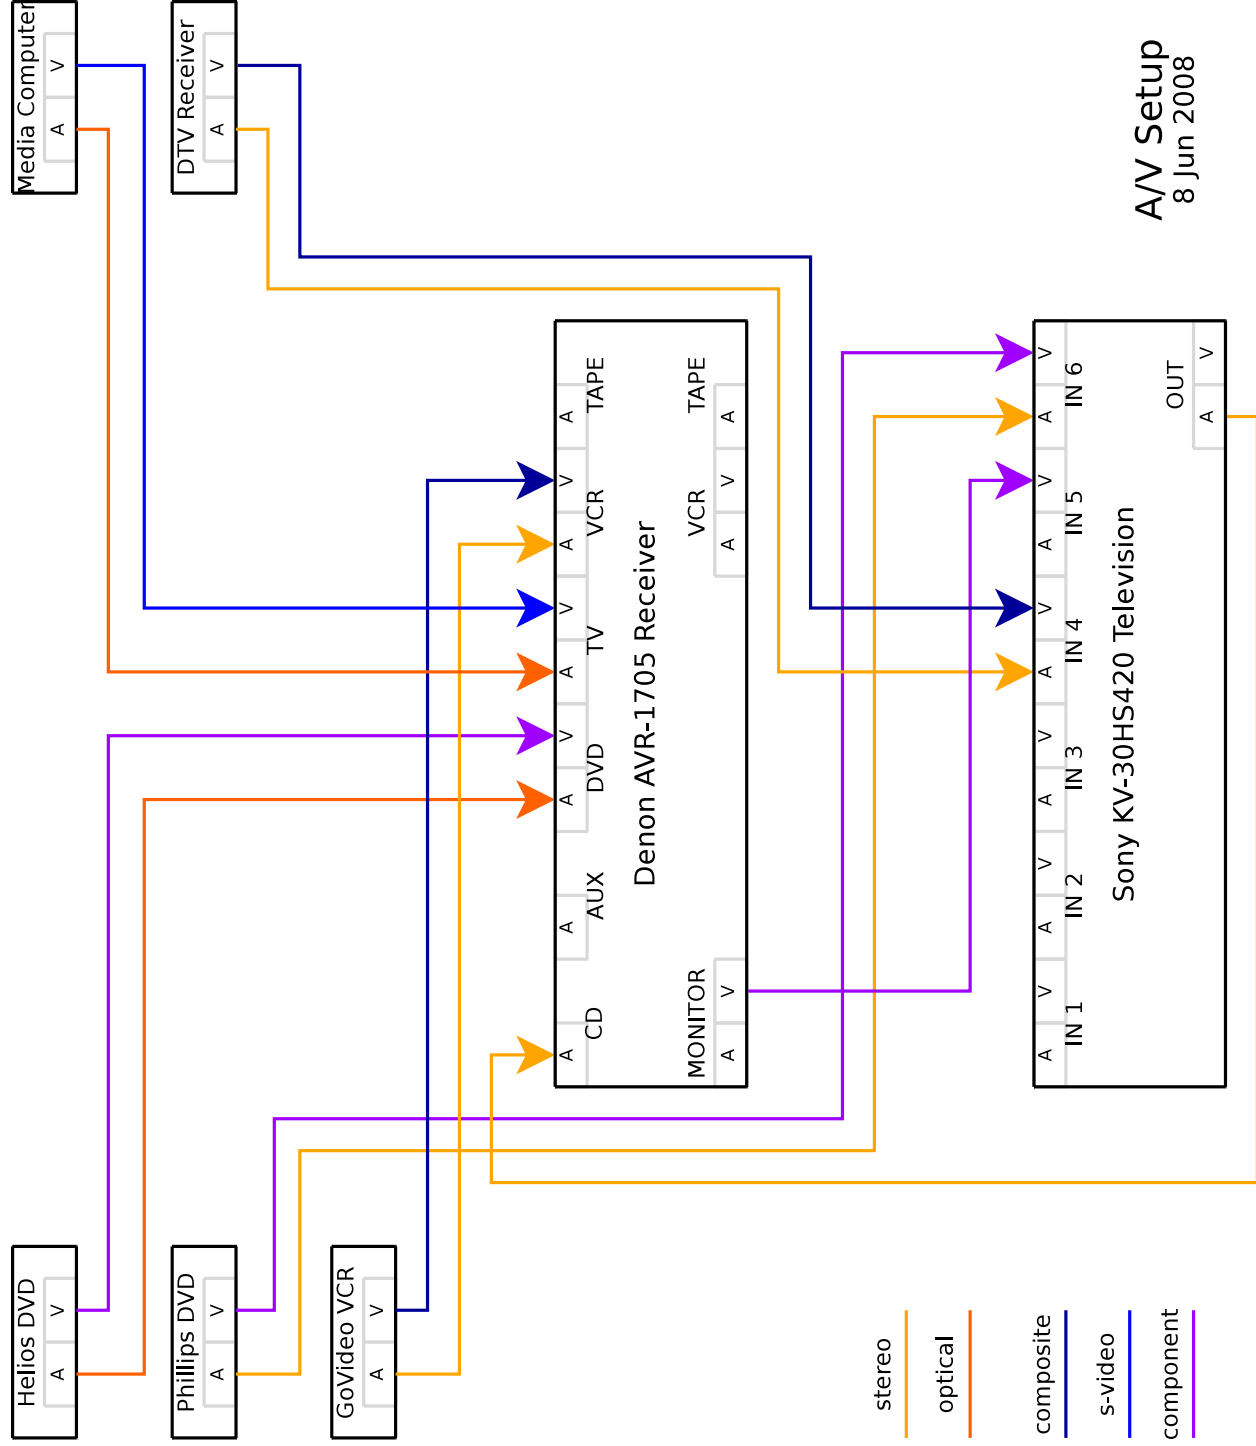 A/V Setup
8 Jun 2008
Media Computer
A V
DTV Receiver
A V
Helios DVD
A V
Phillips DVD
A V
GoVideo VCR
A V
Denon AVR-1705 Receiver
CD
A
AUX
A
DVD
A V
TV
A V
VCR
A V
TAPE
A
MONITOR
A V
VCR
A V
TAPE
A
Sony KV-30HS420 Television
IN 1
A V
IN 2
A V
IN 3
A V
IN 4
A V
IN 5
A V
IN 6
A V
OUT
A V
stereo
optical
composite
s-video
component